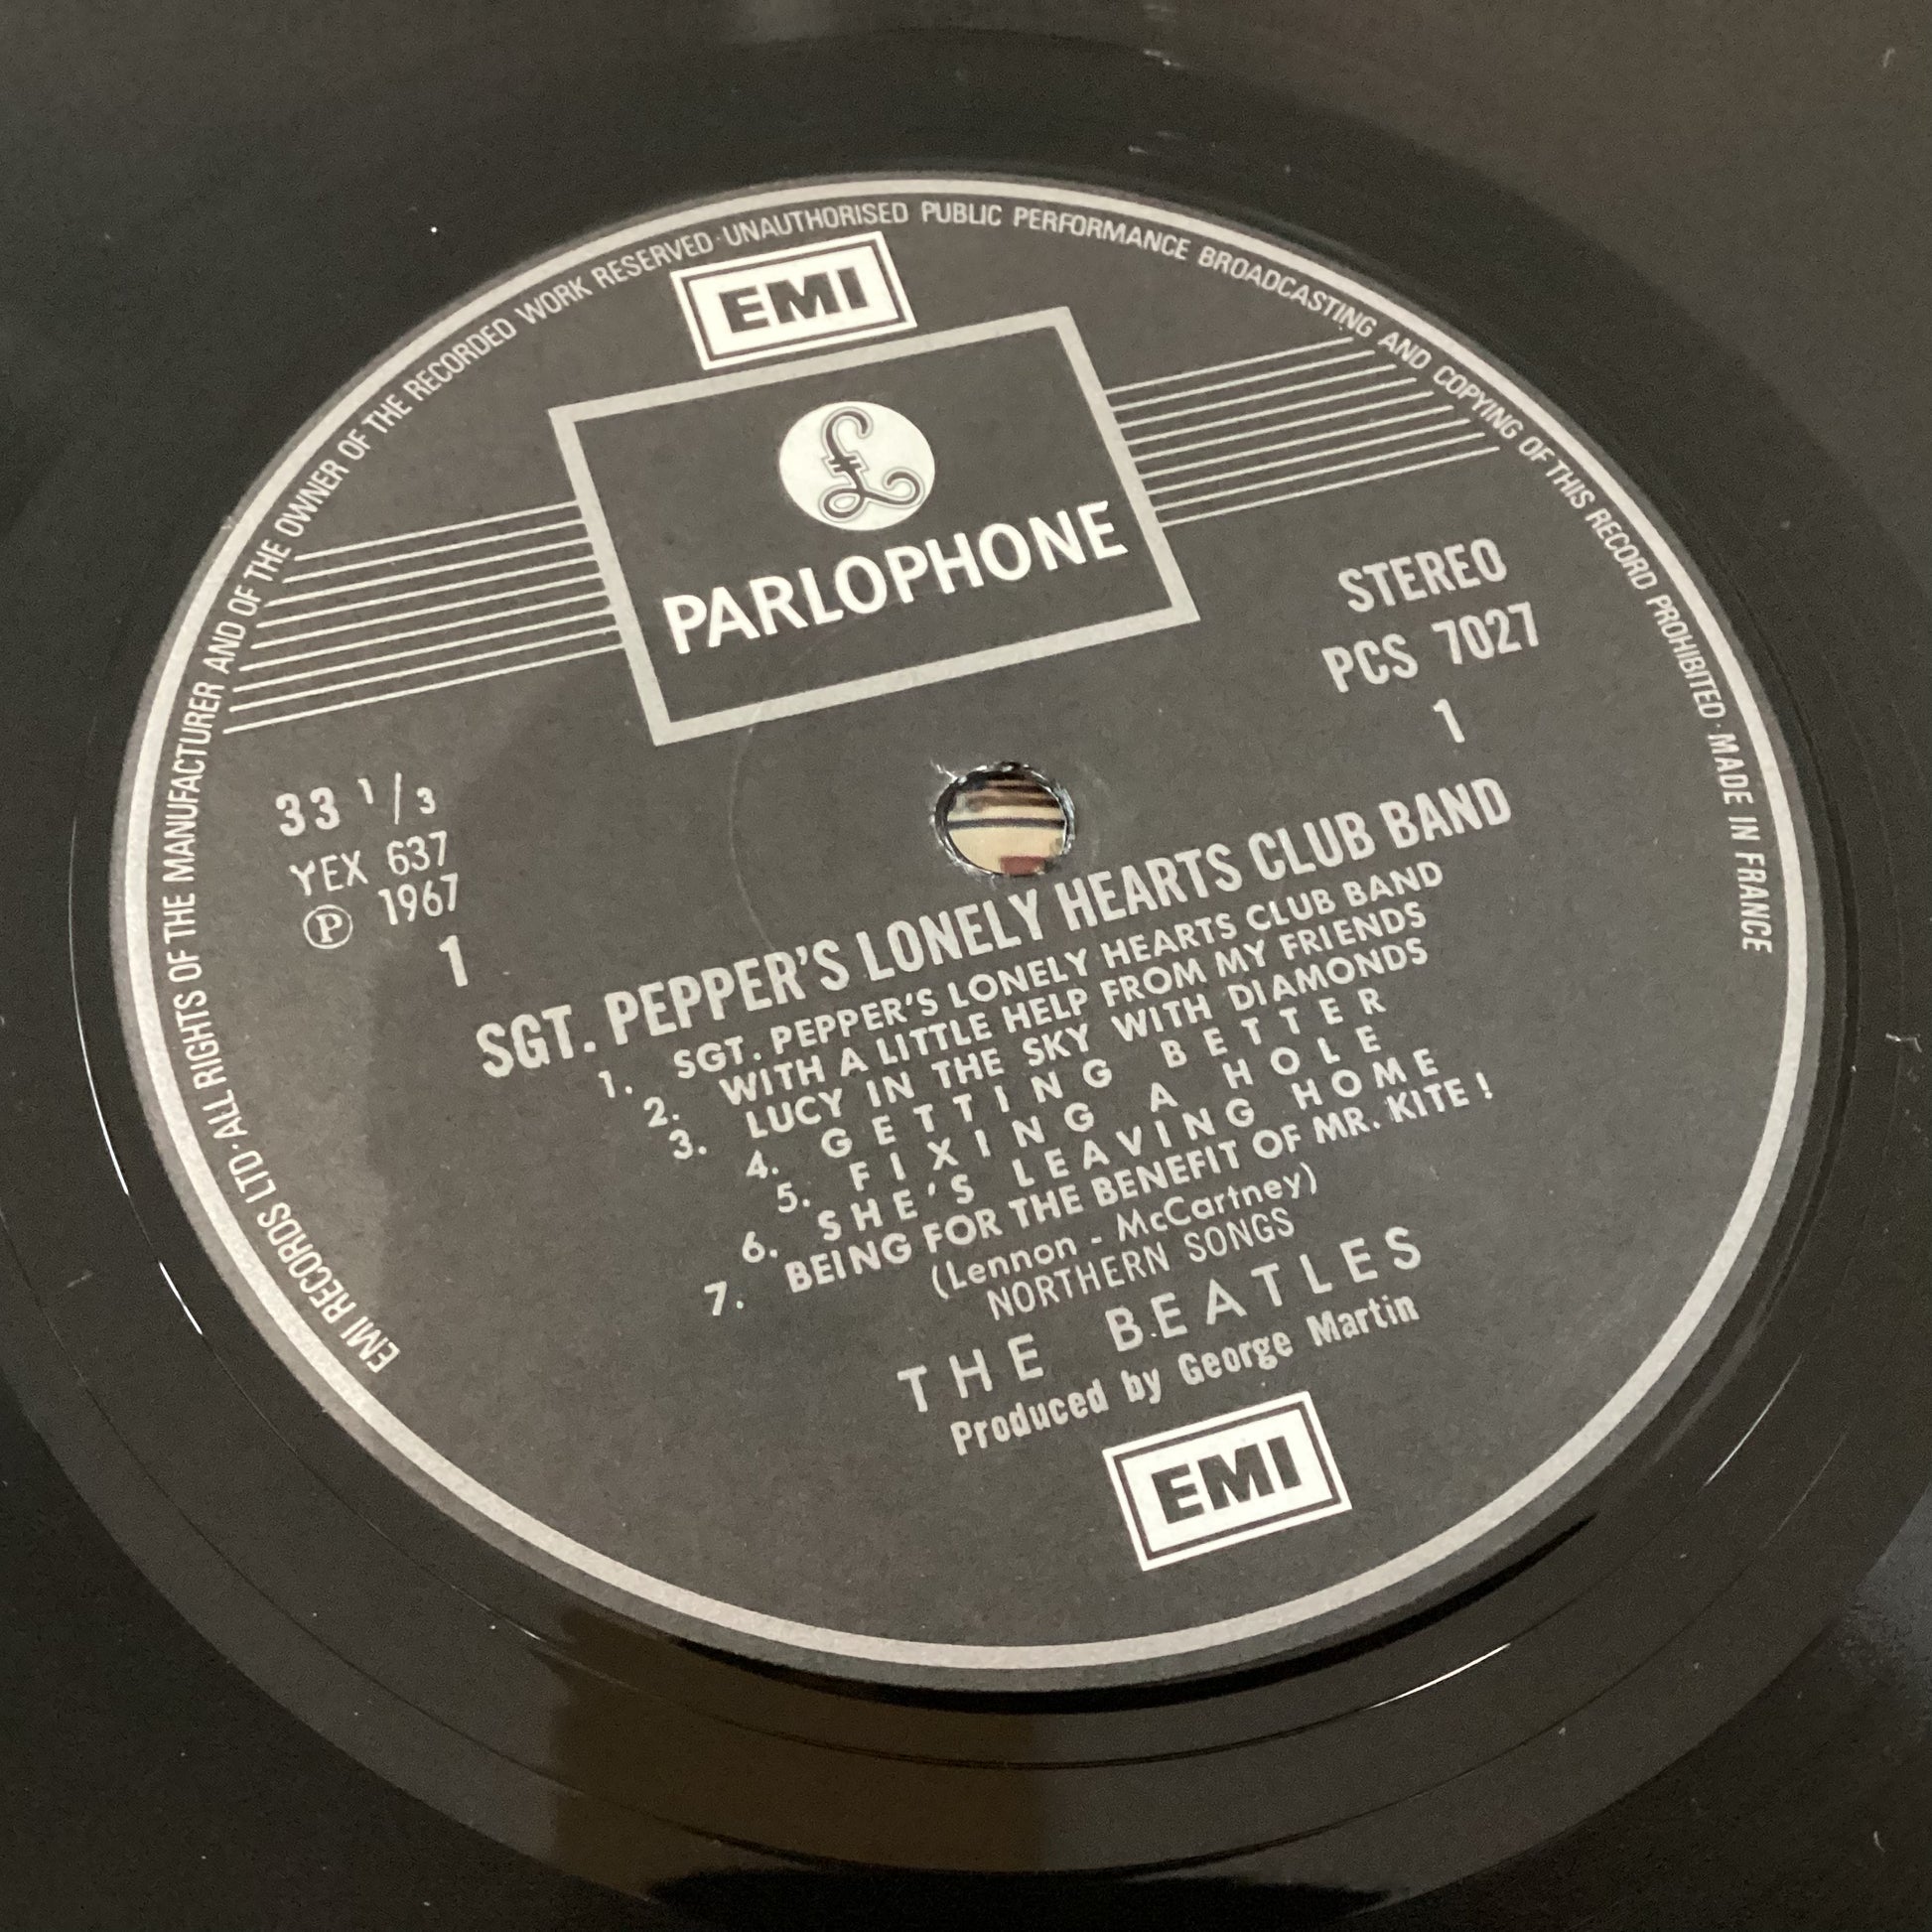 EMI RECORDS LTD · ALL RIGHTS OF THE MANUFACTURER AND OF THE OWNER OF THE RECORDED WORK RESERVED · UNAUTHORISED PUBLIC PERFORMANCE BROADCASTING AND COPYING OF THIS RECORD PROHIBITED · MADE IN FRANCE
EMI
£
PARLOPHONE
STEREO
PCS 7027
1
33 1/3
YEX 637
Ⓟ 1967
1
SGT. PEPPER'S LONELY HEARTS CLUB BAND
1. SGT. PEPPER'S LONELY HEARTS CLUB BAND
2. WITH A LITTLE HELP FROM MY FRIENDS
3. LUCY IN THE SKY WITH DIAMONDS
4. GETTING BETTER
5. FIXING A HOLE
6. SHE'S LEAVING HOME
7. BEING FOR THE BENEFIT OF MR. KITE !
(Lennon - McCartney)
NORTHERN SONGS
THE BEATLES
Produced by George Martin
EMI